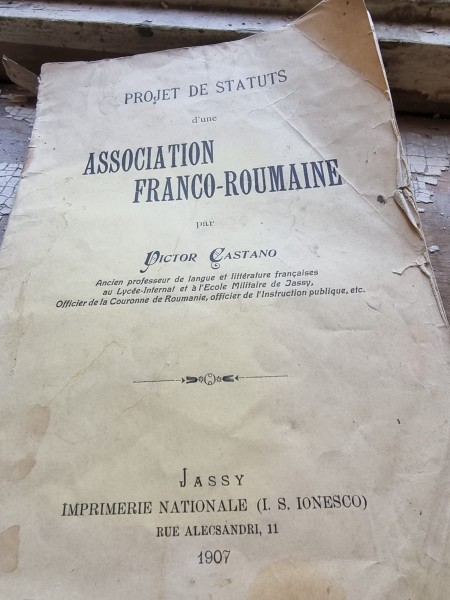 PROJET DE STATUTS
d'une
ASSOCIATION
FRANCO-ROUMAINE
par
VICTOR CASTANO
Ancien professeur de langue et littérature françaises
au Lycée-Internat et à l'Ecole Militaire de Jassy,
Officier de la Couronne de Roumanie, officier de l'Instruction publique, etc.
JASSY
IMPRIMERIE NATIONALE (I. S. IONESCO)
RUE ALECSANDRI, 11
1907